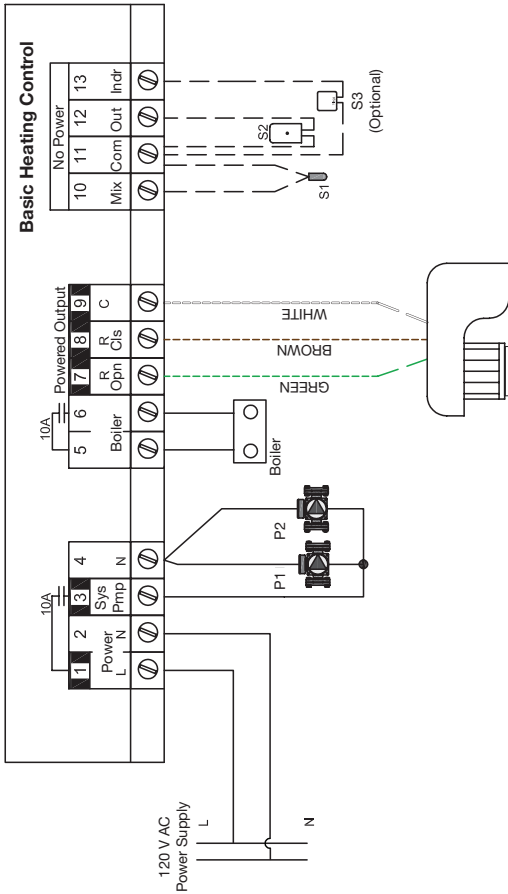 Basic Heating Control
10A
10A
Powered Output
No Power
1
2
3
4
5
6
7
8
9
10
11
12
13
Power
L
N
Sys
Pmp
N
Boiler
R
Opn
R
Cls
C
Mix
Com
Out
Indr
120 V AC
Power Supply
L
N
P1
P2
Boiler
GREEN
BROWN
WHITE
S1
S2
S3
(Optional)